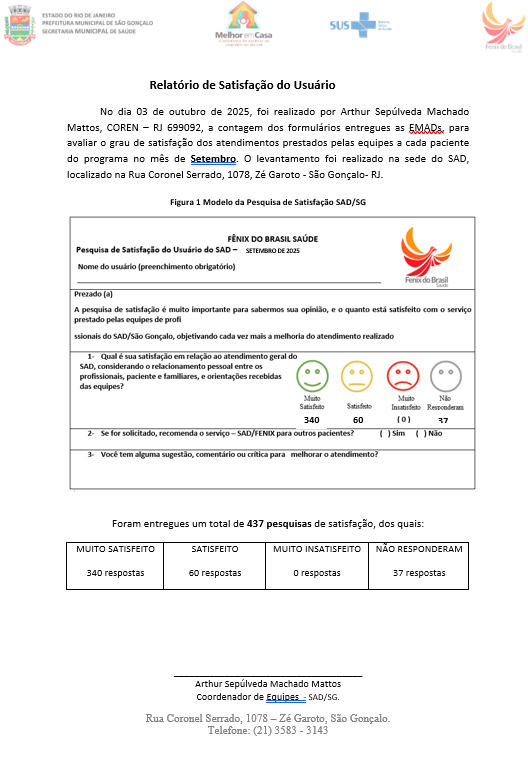 ESTADO DO RIO DE JANEIRO
PREFEITURA MUNICIPAL DE SÃO GONÇALO
SECRETARIA MUNICIPAL DE SAÚDE
Melhor em Casa
SUS
Fênix do Brasil
Saúde
Relatório de Satisfação do Usuário
No dia 03 de outubro de 2025, foi realizado por Arthur Sepúlveda Machado
Mattos, COREN – RJ 699092, a contagem dos formulários entregues as EMADs, para
avaliar o grau de satisfação dos atendimentos prestados pelas equipes a cada paciente
do programa no mês de Setembro. O levantamento foi realizado na sede do SAD,
localizado na Rua Coronel Serrado, 1078, Zé Garoto - São Gonçalo- RJ.
Figura 1 Modelo da Pesquisa de Satisfação SAD/SG
FÊNIX DO BRASIL SAÚDE
Pesquisa de Satisfação do Usuário do SAD – SETEMBRO DE 2025
Nome do usuário (preenchimento obrigatório)
Fenix do Brasil
Saúde
Prezado (a)
A pesquisa de satisfação é muito importante para sabermos sua opinião, e o quanto está satisfeito com o serviço
prestado pelas equipes de profi
ssionais do SAD/São Gonçalo, objetivando cada vez mais a melhoria do atendimento realizado
1- Qual é sua satisfação em relação ao atendimento geral do
SAD, considerando o relacionamento pessoal entre os
profissionais, paciente e familiares, e orientações recebidas
das equipes?
Muito Satisfeito
Satisfeito
Muito Insatisfeito
Não Responderam
340 60 ( 0 ) 37
2- Se for solicitado, recomenda o serviço – SAD/FENIX para outros pacientes? ( ) Sim ( ) Não
3- Você tem alguma sugestão, comentário ou crítica para melhorar o atendimento?
Foram entregues um total de 437 pesquisas de satisfação, dos quais:
MUITO SATISFEITO SATISFEITO MUITO INSATISFEITO NÃO RESPONDERAM
340 respostas 60 respostas 0 respostas 37 respostas
Arthur Sepúlveda Machado Mattos
Coordenador de Equipes - SAD/SG.
Rua Coronel Serrado, 1078 – Zé Garoto, São Gonçalo.
Telefone: (21) 3583 - 3143